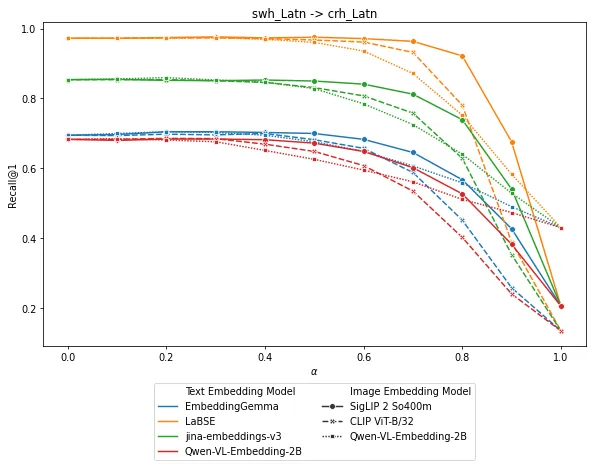 swh_Latn -> crh_Latn
1.0
0.8
0.6
0.4
0.2
Recall@1
0.0 0.2 0.4 0.6 0.8 1.0
α
Text Embedding Model Image Embedding Model
EmbeddingGemma SigLIP 2 So400m
LaBSE CLIP ViT-B/32
jina-embeddings-v3 Qwen-VL-Embedding-2B
Qwen-VL-Embedding-2B